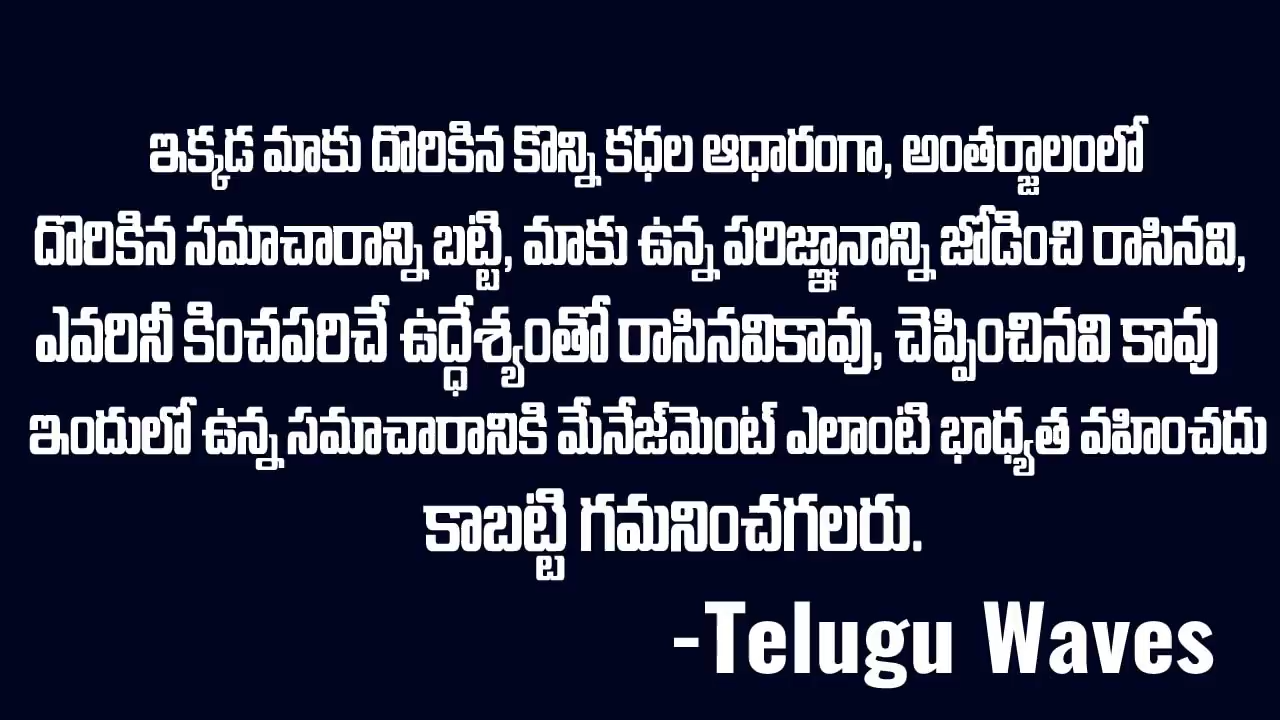 ఇక్కడ మాకు దొరికిన కొన్ని కధల ఆధారంగా, అంతర్జాలంలో
దొరికిన సమాచారాన్ని బట్టి, మాకు ఉన్న పరిజ్ఞానాన్ని జోడించి రాసినవి,
ఎవరినీ కించపరిచే ఉద్ధేశ్యంతో రాసినవికావు, చెప్పించినవి కావు
ఇందులో ఉన్న సమాచారానికి మేనేజ్‌మెంట్ ఎలాంటి భాధ్యత వహించదు
కాబట్టి గమనించగలరు.
-Telugu Waves